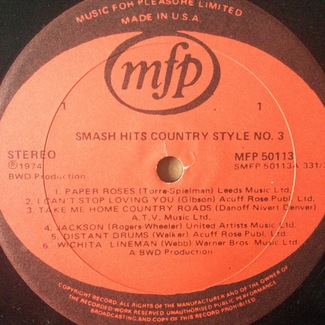 MUSIC FOR PLEASURE LIMITED
MADE IN U.S.A.
mfp
1 1
SMASH HITS COUNTRY STYLE NO. 3
STEREO MFP 50113
Ⓟ1974 SMFP 50113A 331/3
BWD Production
1. PAPER ROSES (Torre-Spielman) Leeds Music Ltd.
2. I CAN'T STOP LOVING YOU (Gibson) Acuff Rose Publ. Ltd.
3. TAKE ME HOME COUNTRY ROADS (Danoff Nivert Denver)
A.T.V. Music Ltd.
4. JACKSON (Rogers-Wheeler) United Artists Music Ltd.
5. DISTANT DRUMS (Walker) Acuff Rose Publ. Ltd.
6. WICHITA LINEMAN (Webb) Warner Bros. Music Ltd.
A BWD Production
COPYRIGHT RECORD. ALL RIGHTS OF THE MANUFACTURER AND OF THE OWNER OF
THE RECORDED WORK RESERVED UNAUTHORISED PUBLIC PERFORMANCE
BROADCASTING AND COPY OF THIS RECORD PROHIBITED